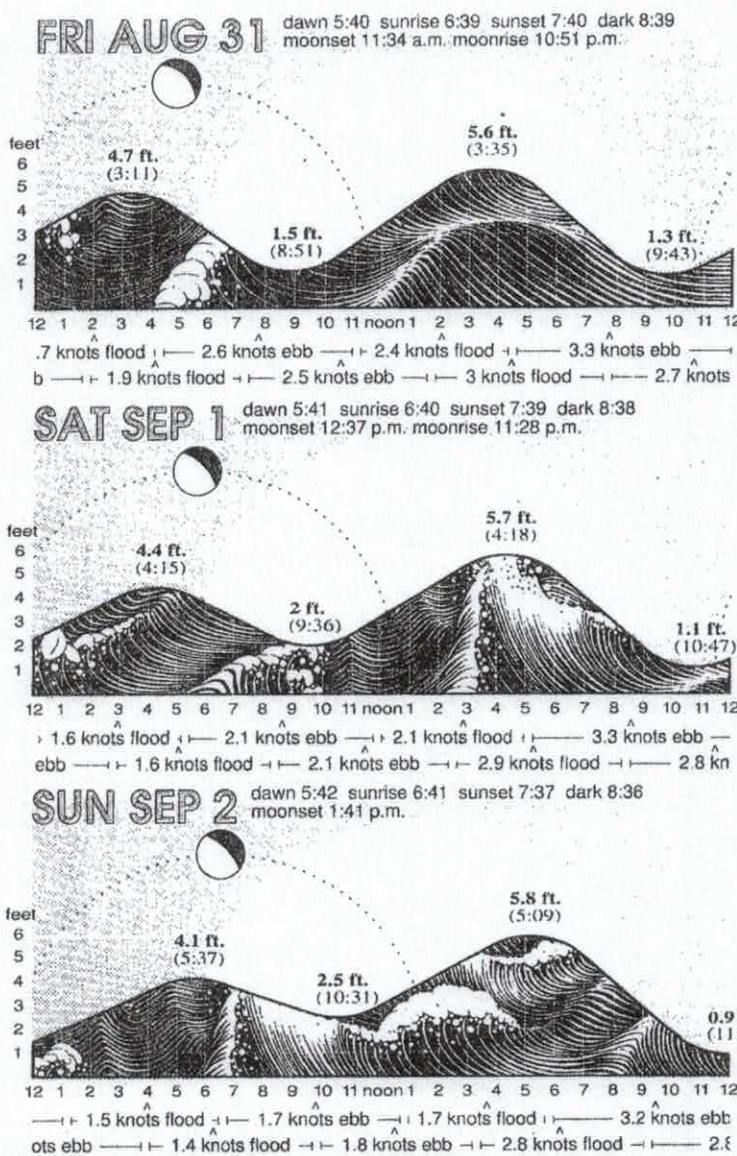 FRI AUG 31
dawn 5:40 sunrise 6:39 sunset 7:40 dark 8:39
moonset 11:34 a.m. moonrise 10:51 p.m.
feet
6
5
4
3
2
1
4.7 ft.
(3:11)
1.5 ft.
(8:51)
5.6 ft.
(3:35)
1.3 ft.
(9:43)
12 1 2 3 4 5 6 7 8 9 10 11 noon 1 2 3 4 5 6 7 8 9 10 11 12
.7 knots flood 2.6 knots ebb 2.4 knots flood 3.3 knots ebb
b 1.9 knots flood 2.5 knots ebb 3 knots flood 2.7 knots
SAT SEP 1
dawn 5:41 sunrise 6:40 sunset 7:39 dark 8:38
moonset 12:37 p.m. moonrise 11:28 p.m.
feet
6
5
4
3
2
1
4.4 ft.
(4:15)
2 ft.
(9:36)
5.7 ft.
(4:18)
1.1 ft.
(10:47)
12 1 2 3 4 5 6 7 8 9 10 11 noon 1 2 3 4 5 6 7 8 9 10 11 12
1.6 knots flood 2.1 knots ebb 2.1 knots flood 3.3 knots ebb
ebb 1.6 knots flood 2.1 knots ebb 2.9 knots flood 2.8 kn
SUN SEP 2
dawn 5:42 sunrise 6:41 sunset 7:37 dark 8:36
moonset 1:41 p.m.
feet
6
5
4
3
2
1
4.1 ft.
(5:37)
2.5 ft.
(10:31)
5.8 ft.
(5:09)
0.9
(11
12 1 2 3 4 5 6 7 8 9 10 11 noon 1 2 3 4 5 6 7 8 9 10 11 12
1.5 knots flood 1.7 knots ebb 1.7 knots flood 3.2 knots ebb
ots ebb 1.4 knots flood 1.8 knots ebb 2.8 knots flood 2.8